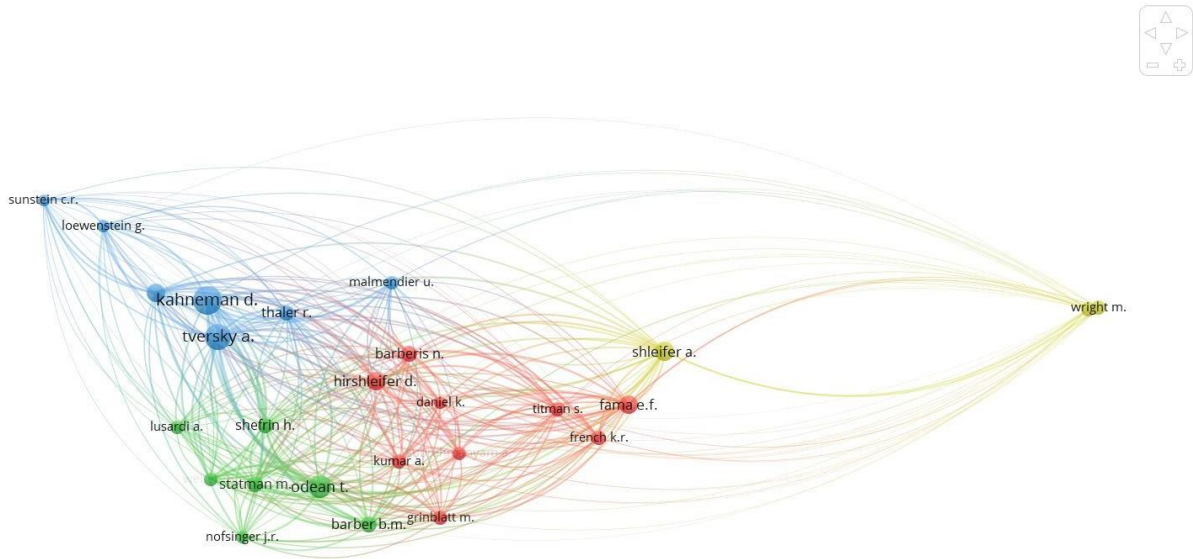 sunstein c.r.
loewenstein g.
malmendier u.
kahneman d.
wright m.
thaler r.
tversky a.
shleifer a.
barberis n.
hirshleifer d.
daniel k.
fama e.f.
titman s.
lusardi a.
shefrin h.
french k.r.
kumar a.
statman m.
odean t.
grinblatt m.
barber b.m.
nofsinger j.r.